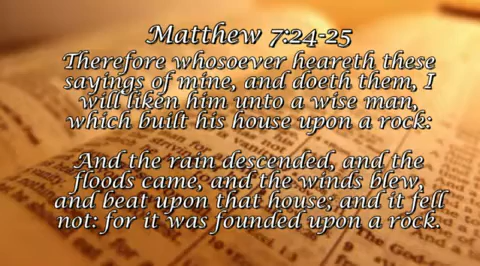 Matthew 7:24-25
Therefore whosoever heareth these
sayings of mine, and doeth them, I
will liken him unto a wise man,
which built his house upon a rock:
And the rain descended, and the
floods came, and the winds blew,
and beat upon that house; and it fell
not: for it was founded upon a rock.